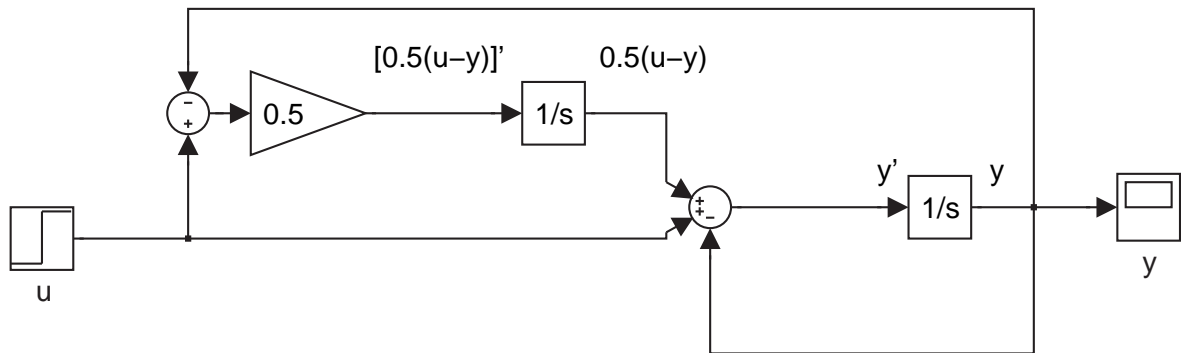 [0.5(u−y)]’
0.5(u−y)
−
+
0.5
1/s
+
+
−
y’
1/s
y
u
y